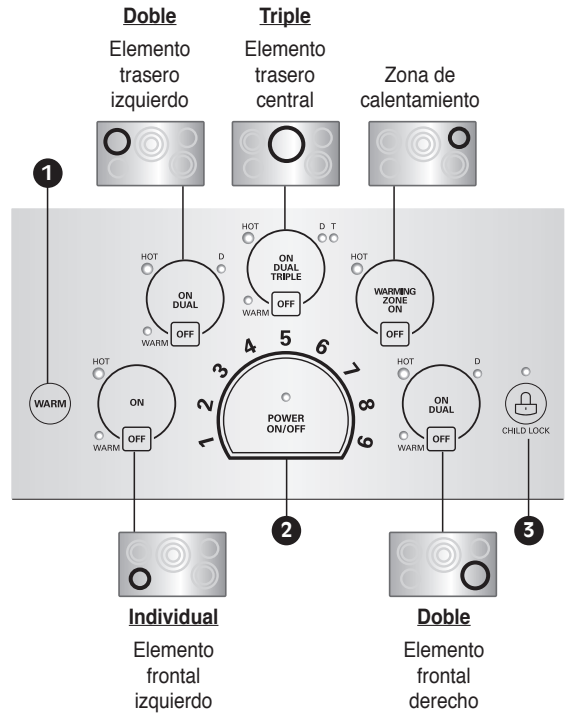 Doble
Elemento
trasero
izquierdo
Triple
Elemento
trasero
central
Zona de
calentamiento
1
HOT
D
ON
DUAL
OFF
WARM
HOT
D T
ON
DUAL
TRIPLE
OFF
WARM
HOT
WARMING
ZONE
ON
OFF
WARM
HOT
ON
OFF
WARM
1
2
3
4
5
6
7
8
9
POWER
ON/OFF
HOT
D
ON
DUAL
OFF
WARM
CHILD LOCK
2
3
Individual
Elemento
frontal
izquierdo
Doble
Elemento
frontal
derecho